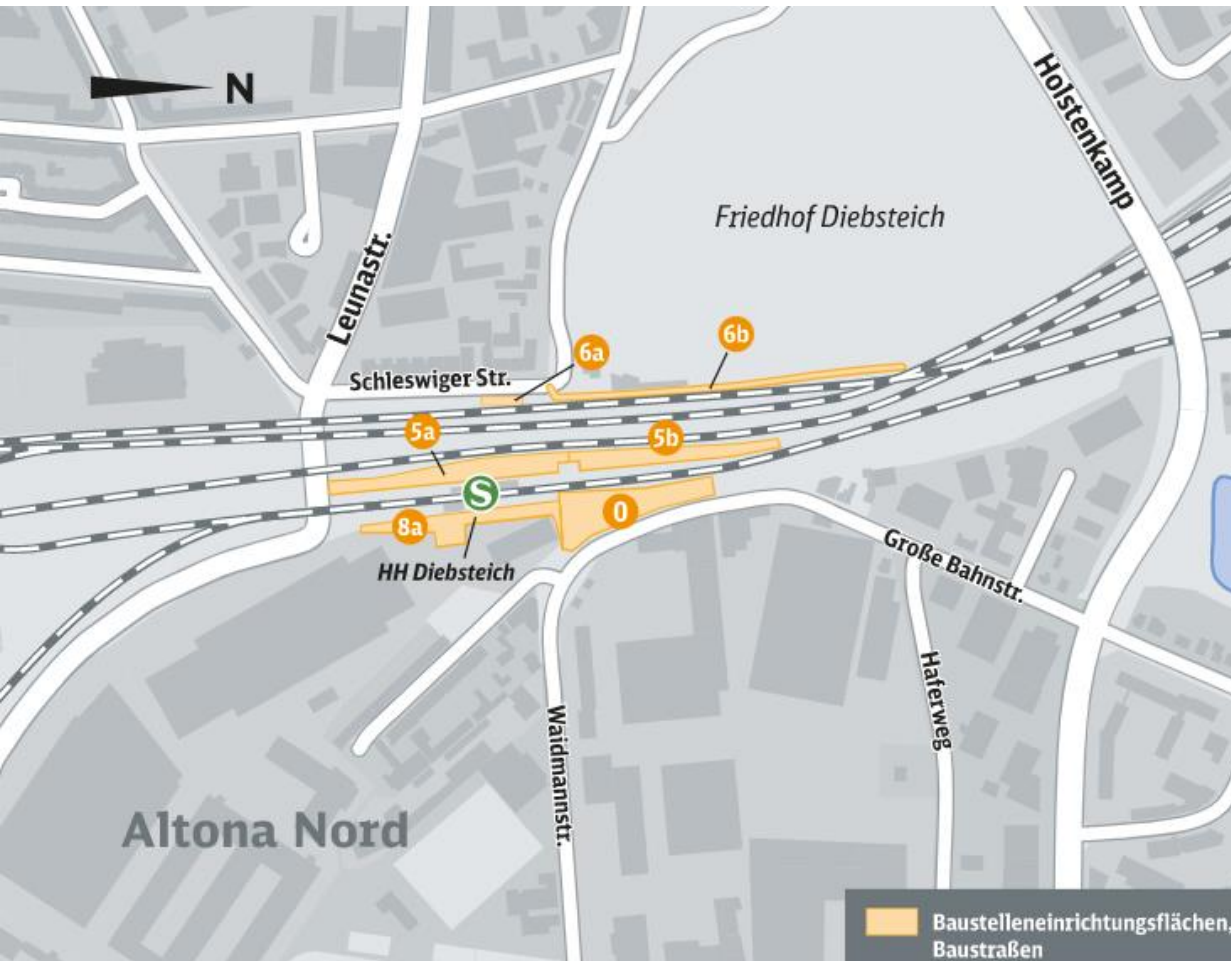 N
Holstenkamp
Friedhof Diebsteich
Leunastr.
6b
6a
Schleswiger Str.
5a
5b
S
0
8a
HH Diebsteich
Große Bahnstr.
Haferweg
Waidmannstr.
Altona Nord
Baustelleneinrichtungsflächen,
Baustraßen